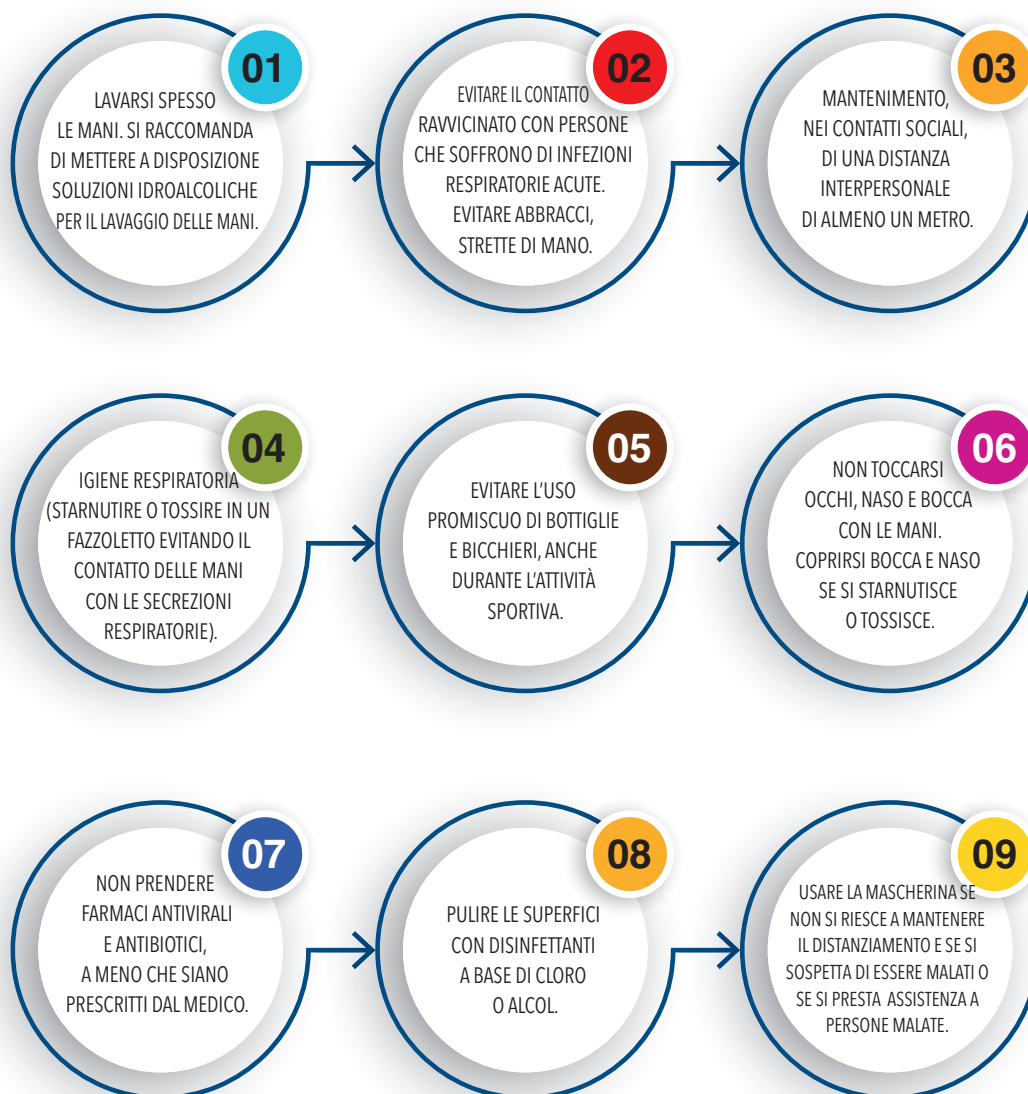 01
LAVARSI SPESSO
LE MANI. SI RACCOMANDA
DI METTERE A DISPOSIZIONE
SOLUZIONI IDROALCOLICHE
PER IL LAVAGGIO DELLE MANI.
02
EVITARE IL CONTATTO
RAVVICINATO CON PERSONE
CHE SOFFRONO DI INFEZIONI
RESPIRATORIE ACUTE.
EVITARE ABBRACCI,
STRETTE DI MANO.
03
MANTENIMENTO,
NEI CONTATTI SOCIALI,
DI UNA DISTANZA
INTERPERSONALE
DI ALMENO UN METRO.
04
IGIENE RESPIRATORIA
(STARNUTIRE O TOSSIRE IN UN
FAZZOLETTO EVITANDO IL
CONTATTO DELLE MANI
CON LE SECREZIONI
RESPIRATORIE).
05
EVITARE L'USO
PROMISCUO DI BOTTIGLIE
E BICCHIERI, ANCHE
DURANTE L'ATTIVITÀ
SPORTIVA.
06
NON TOCCARSI
OCCHI, NASO E BOCCA
CON LE MANI.
COPRIRSI BOCCA E NASO
SE SI STARNUTISCE
O TOSSISCE.
07
NON PRENDERE
FARMACI ANTIVIRALI
E ANTIBIOTICI,
A MENO CHE SIANO
PRESCRITTI DAL MEDICO.
08
PULIRE LE SUPERFICI
CON DISINFETTANTI
A BASE DI CLORO
O ALCOL.
09
USARE LA MASCHERINA SE
NON SI RIESCE A MANTENERE
IL DISTANZIAMENTO E SE SI
SOSPETTA DI ESSERE MALATI O
SE SI PRESTA ASSISTENZA A
PERSONE MALATE.